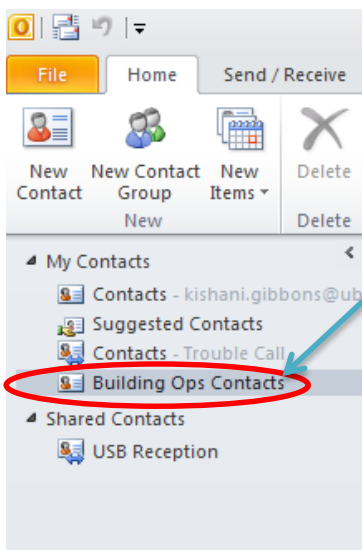 File Home Send / Receive
New Contact New Contact Group New Items Delete
New Delete
My Contacts
Contacts - kishani.gibbons@ub
Suggested Contacts
Contacts - Trouble Call
Building Ops Contacts
Shared Contacts
USB Reception